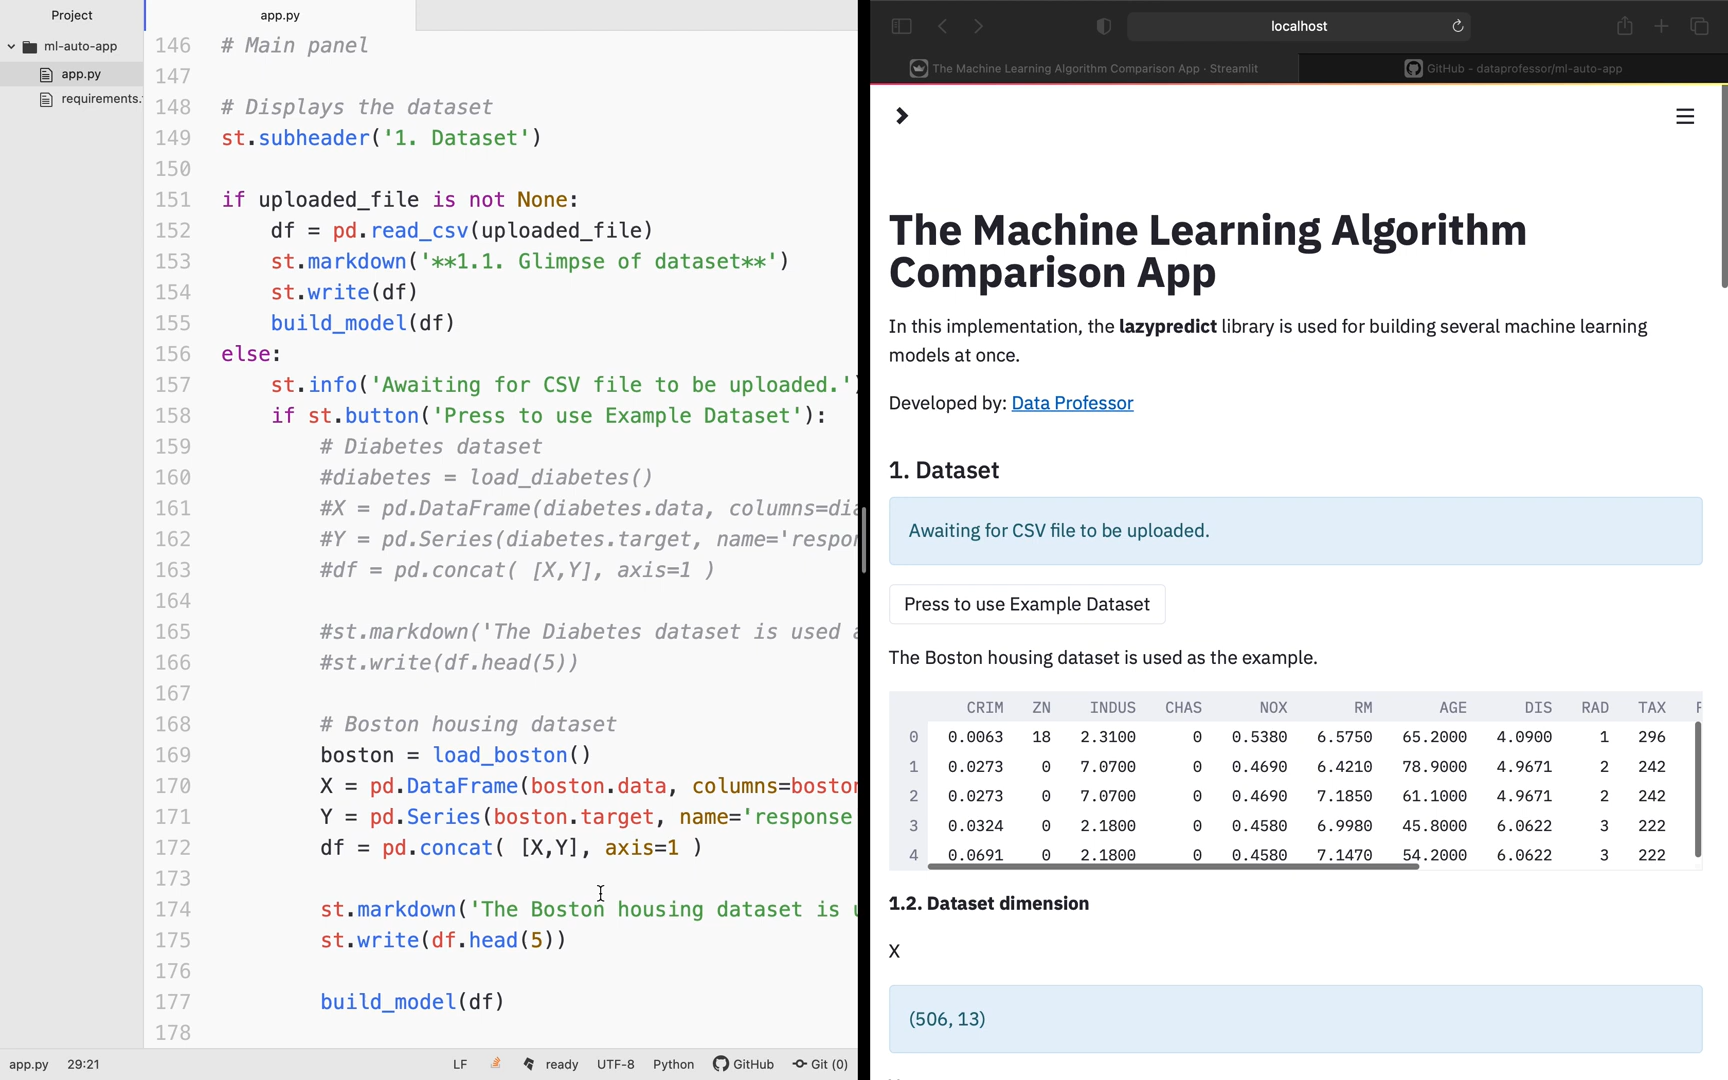 Project
ml-auto-app
app.py
requirements.
app.py
146 # Main panel
147
148 # Displays the dataset
149 st.subheader('1. Dataset')
150
151 if uploaded_file is not None:
152     df = pd.read_csv(uploaded_file)
153     st.markdown('**1.1. Glimpse of dataset**')
154     st.write(df)
155     build_model(df)
156 else:
157     st.info('Awaiting for CSV file to be uploaded.')
158     if st.button('Press to use Example Dataset'):
159         # Diabetes dataset
160         #diabetes = load_diabetes()
161         #X = pd.DataFrame(diabetes.data, columns=dia
162         #Y = pd.Series(diabetes.target, name='respon
163         #df = pd.concat( [X,Y], axis=1 )
164
165         #st.markdown('The Diabetes dataset is used a
166         #st.write(df.head(5))
167
168         # Boston housing dataset
169         boston = load_boston()
170         X = pd.DataFrame(boston.data, columns=boston
171         Y = pd.Series(boston.target, name='response
172         df = pd.concat( [X,Y], axis=1 )
173
174         st.markdown('The Boston housing dataset is u
175         st.write(df.head(5))
176
177         build_model(df)
178
app.py 29:21 LF ready UTF-8 Python GitHub Git (0)
localhost
The Machine Learning Algorithm Comparison App · Streamlit
GitHub - dataprofessor/ml-auto-app
The Machine Learning Algorithm
Comparison App
In this implementation, the lazypredict library is used for building several machine learning
models at once.
Developed by: Data Professor
1. Dataset
Awaiting for CSV file to be uploaded.
Press to use Example Dataset
The Boston housing dataset is used as the example.
CRIM ZN INDUS CHAS NOX RM AGE DIS RAD TAX
0 0.0063 18 2.3100 0 0.5380 6.5750 65.2000 4.0900 1 296
1 0.0273 0 7.0700 0 0.4690 6.4210 78.9000 4.9671 2 242
2 0.0273 0 7.0700 0 0.4690 7.1850 61.1000 4.9671 2 242
3 0.0324 0 2.1800 0 0.4580 6.9980 45.8000 6.0622 3 222
4 0.0691 0 2.1800 0 0.4580 7.1470 54.2000 6.0622 3 222
1.2. Dataset dimension
X
(506, 13)